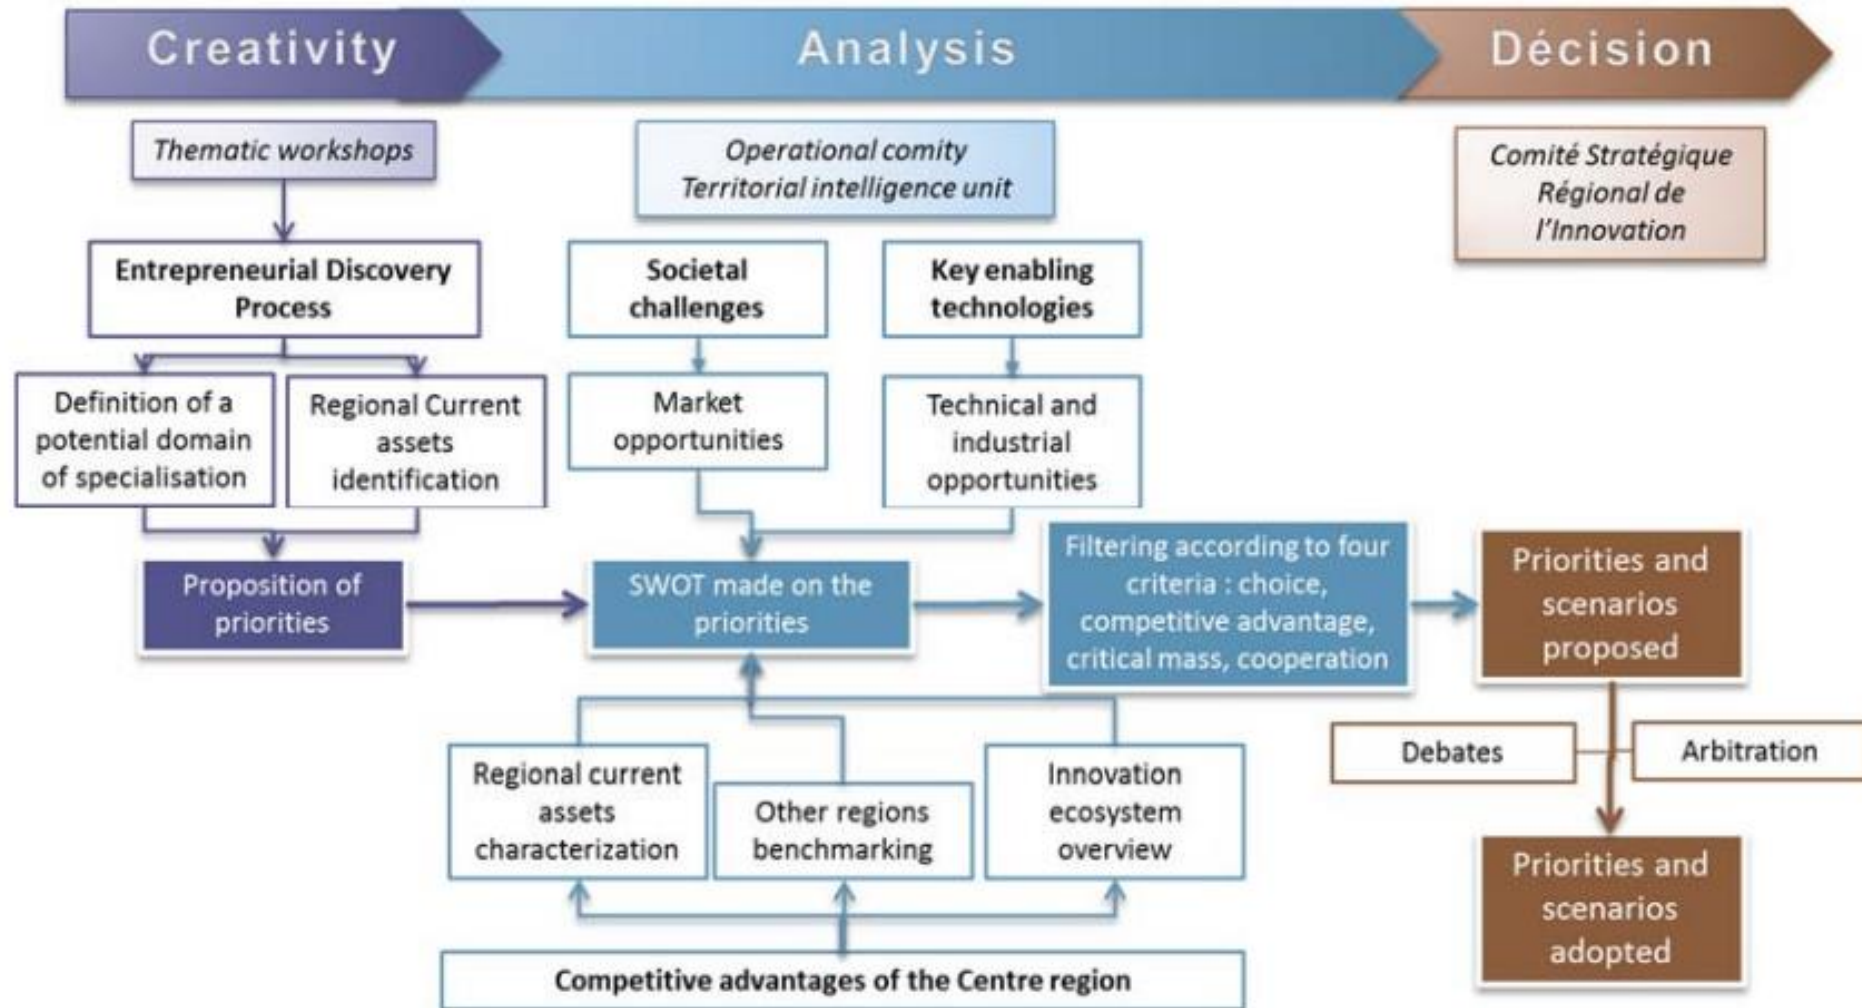 Creativity
Analysis
Décision
Thematic workshops
Operational comity
Territorial intelligence unit
Comité Stratégique
Régional de
l'Innovation
Entrepreneurial Discovery
Process
Societal
challenges
Key enabling
technologies
Definition of a
potential domain
of specialisation
Regional Current
assets
identification
Market
opportunities
Technical and
industrial
opportunities
Proposition of
priorities
SWOT made on the
priorities
Filtering according to four
criteria : choice,
competitive advantage,
critical mass, cooperation
Priorities and
scenarios
proposed
Regional current
assets
characterization
Other regions
benchmarking
Innovation
ecosystem
overview
Debates
Arbitration
Priorities and
scenarios
adopted
Competitive advantages of the Centre region